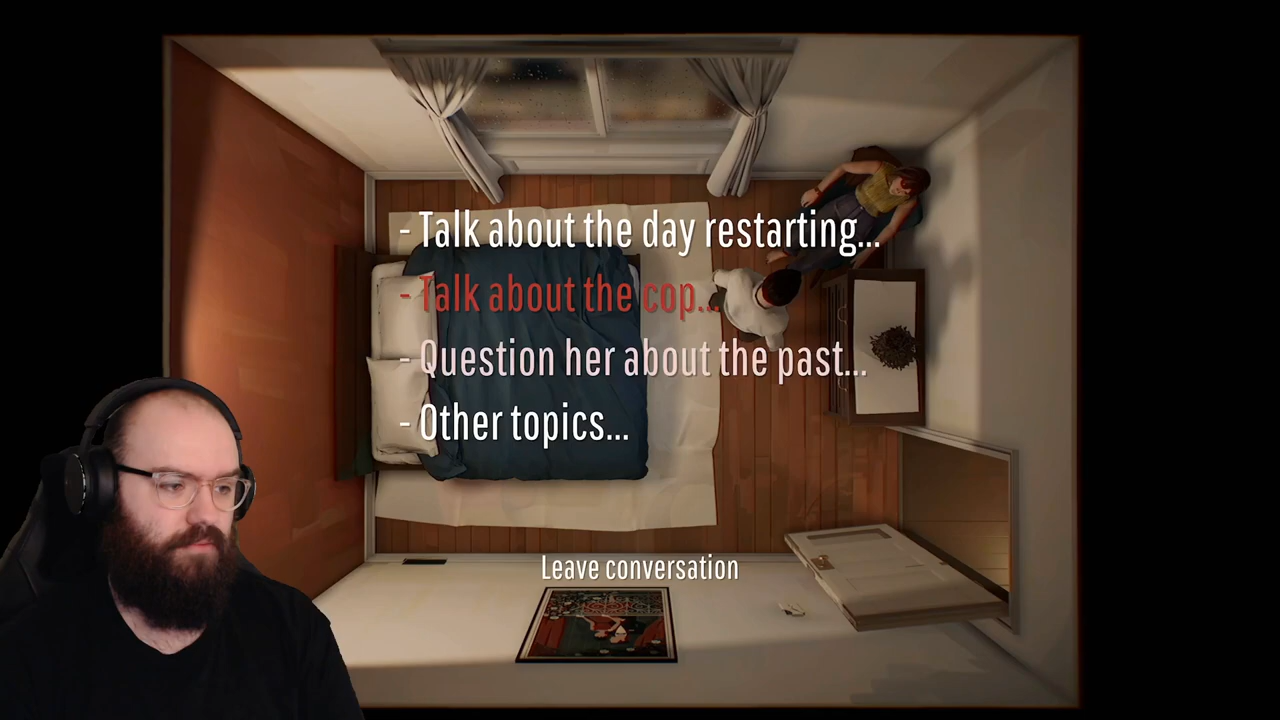 - Talk about the day restarting...
- Talk about the cop...
- Question her about the past...
- Other topics...
Leave conversation